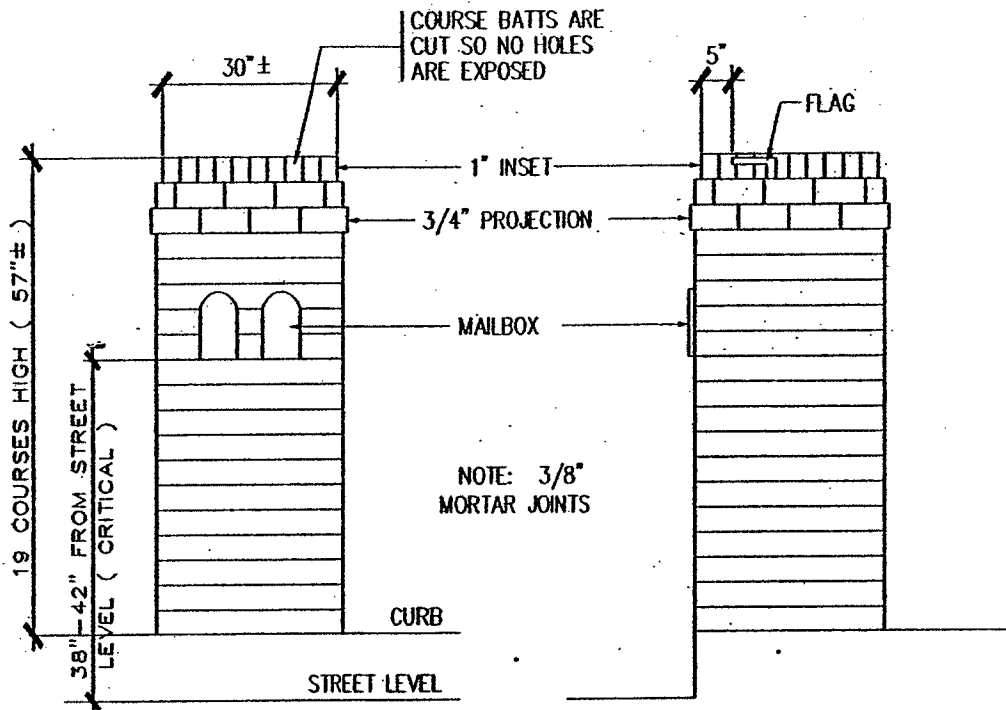 COURSE BATTS ARE
CUT SO NO HOLES
ARE EXPOSED
30"±
5"
FLAG
1" INSET
3/4" PROJECTION
19 COURSES HIGH ( 57"± )
MAILBOX
38"-42" FROM STREET
LEVEL ( CRITICAL )
NOTE: 3/8"
MORTAR JOINTS
CURB
STREET LEVEL